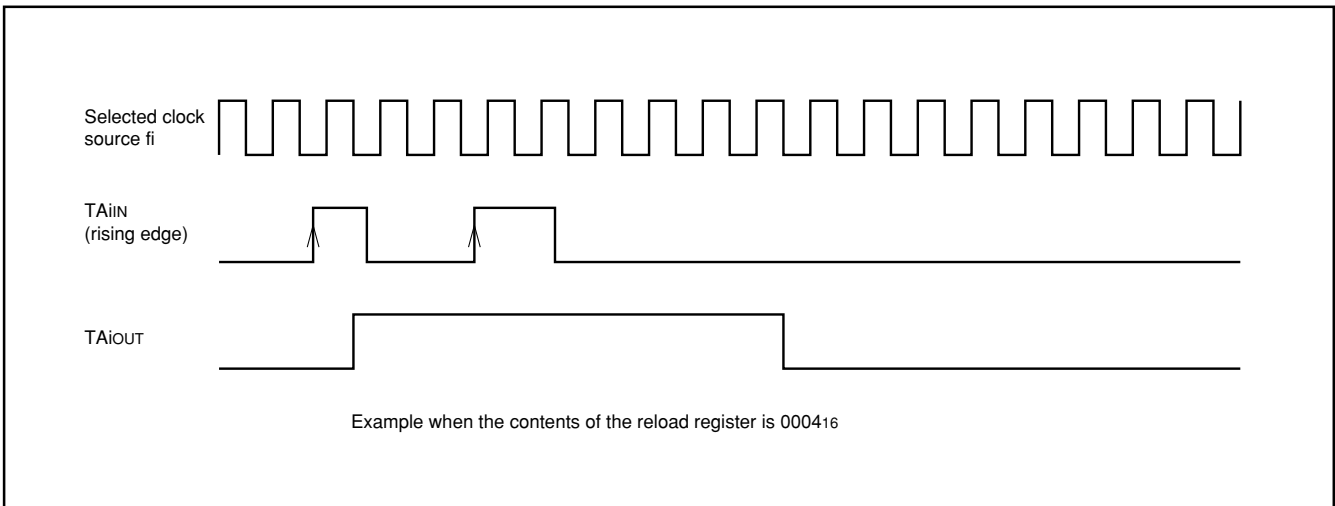 Selected clock
source fi
TAiIN
(rising edge)
TAiOUT
Example when the contents of the reload register is 000416